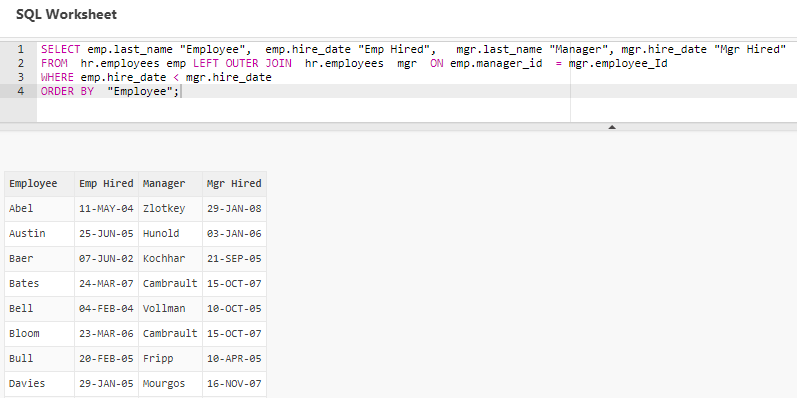 SQL Worksheet
1 SELECT emp.last_name "Employee", emp.hire_date "Emp Hired", mgr.last_name "Manager", mgr.hire_date "Mgr Hired"
2 FROM hr.employees emp LEFT OUTER JOIN hr.employees mgr ON emp.manager_id = mgr.employee_Id
3 WHERE emp.hire_date < mgr.hire_date
4 ORDER BY "Employee";
Employee Emp Hired Manager Mgr Hired
Abel 11-MAY-04 Zlotkey 29-JAN-08
Austin 25-JUN-05 Hunold 03-JAN-06
Baer 07-JUN-02 Kochhar 21-SEP-05
Bates 24-MAR-07 Cambrault 15-OCT-07
Bell 04-FEB-04 Vollman 10-OCT-05
Bloom 23-MAR-06 Cambrault 15-OCT-07
Bull 20-FEB-05 Fripp 10-APR-05
Davies 29-JAN-05 Mourgos 16-NOV-07